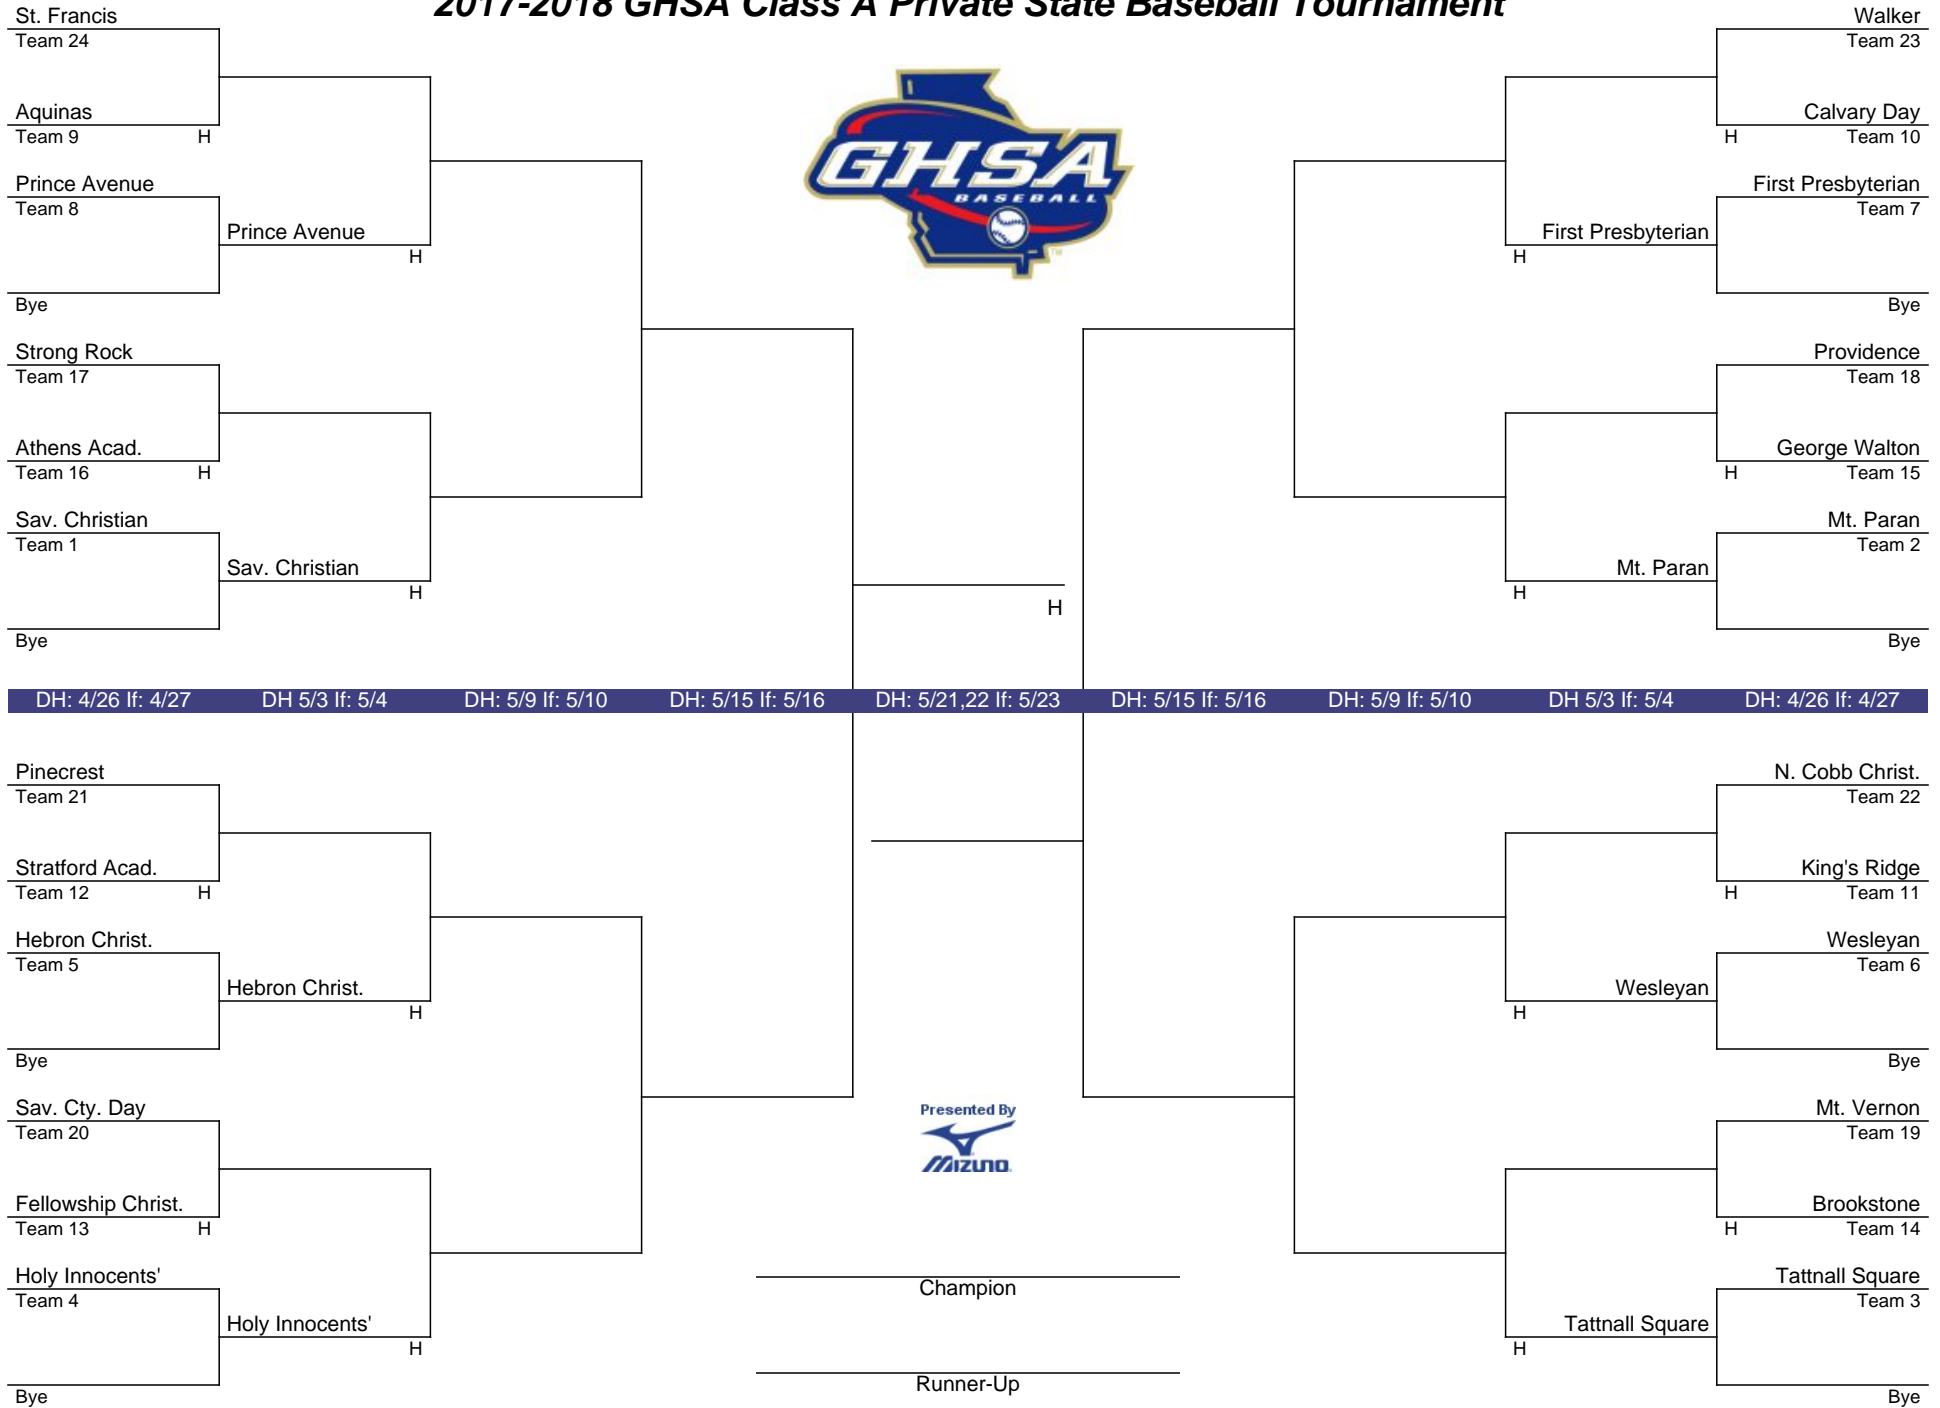 2017-2018 GHSA Class A Private State Baseball Tournament
St. Francis
Team 24
Aquinas
Team 9 H
Prince Avenue
Team 8
Prince Avenue
H
Bye
Strong Rock
Team 17
Athens Acad.
Team 16 H
Sav. Christian
Team 1
Sav. Christian
H
Bye
GHSA
BASEBALL
TM
Walker
Team 23
Calvary Day
H Team 10
First Presbyterian
Team 7
First Presbyterian
H
Bye
Providence
Team 18
George Walton
H Team 15
Mt. Paran
Team 2
Mt. Paran
H
Bye
H
DH: 4/26 If: 4/27 DH 5/3 If: 5/4 DH: 5/9 If: 5/10 DH: 5/15 If: 5/16 DH: 5/21,22 If: 5/23 DH: 5/15 If: 5/16 DH: 5/9 If: 5/10 DH 5/3 If: 5/4 DH: 4/26 If: 4/27
Pinecrest
Team 21
Stratford Acad.
Team 12 H
Hebron Christ.
Team 5
Hebron Christ.
H
Bye
Sav. Cty. Day
Team 20
Fellowship Christ.
Team 13 H
Holy Innocents'
Team 4
Holy Innocents'
H
Bye
N. Cobb Christ.
Team 22
King's Ridge
H Team 11
Wesleyan
Team 6
Wesleyan
H
Bye
Mt. Vernon
Team 19
Brookstone
H Team 14
Tattnall Square
Team 3
Tattnall Square
H
Bye
Presented By
MIZUNO
Champion
Runner-Up